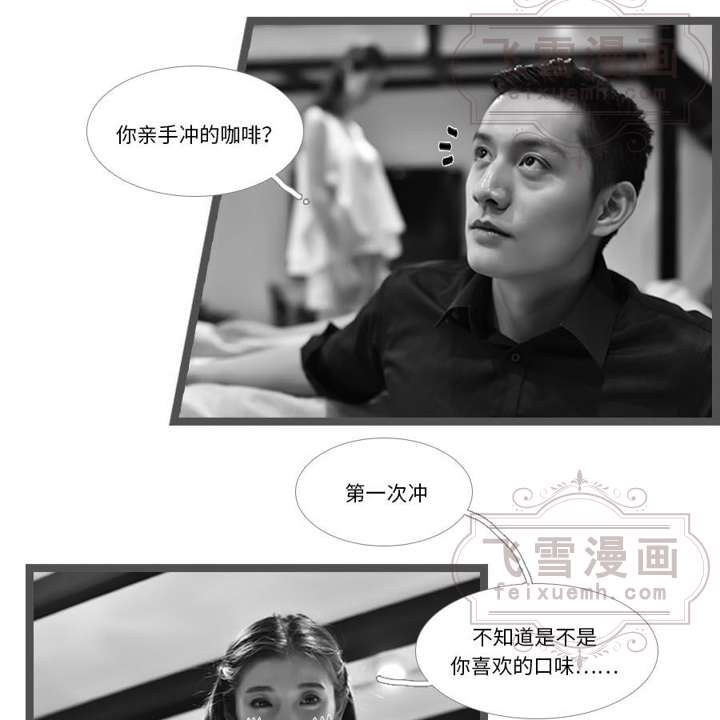 飞雪漫画
feixuemh.com
你亲手冲的咖啡？
第一次冲
飞雪漫画
feixuemh.com
不知道是不是
你喜欢的口味……